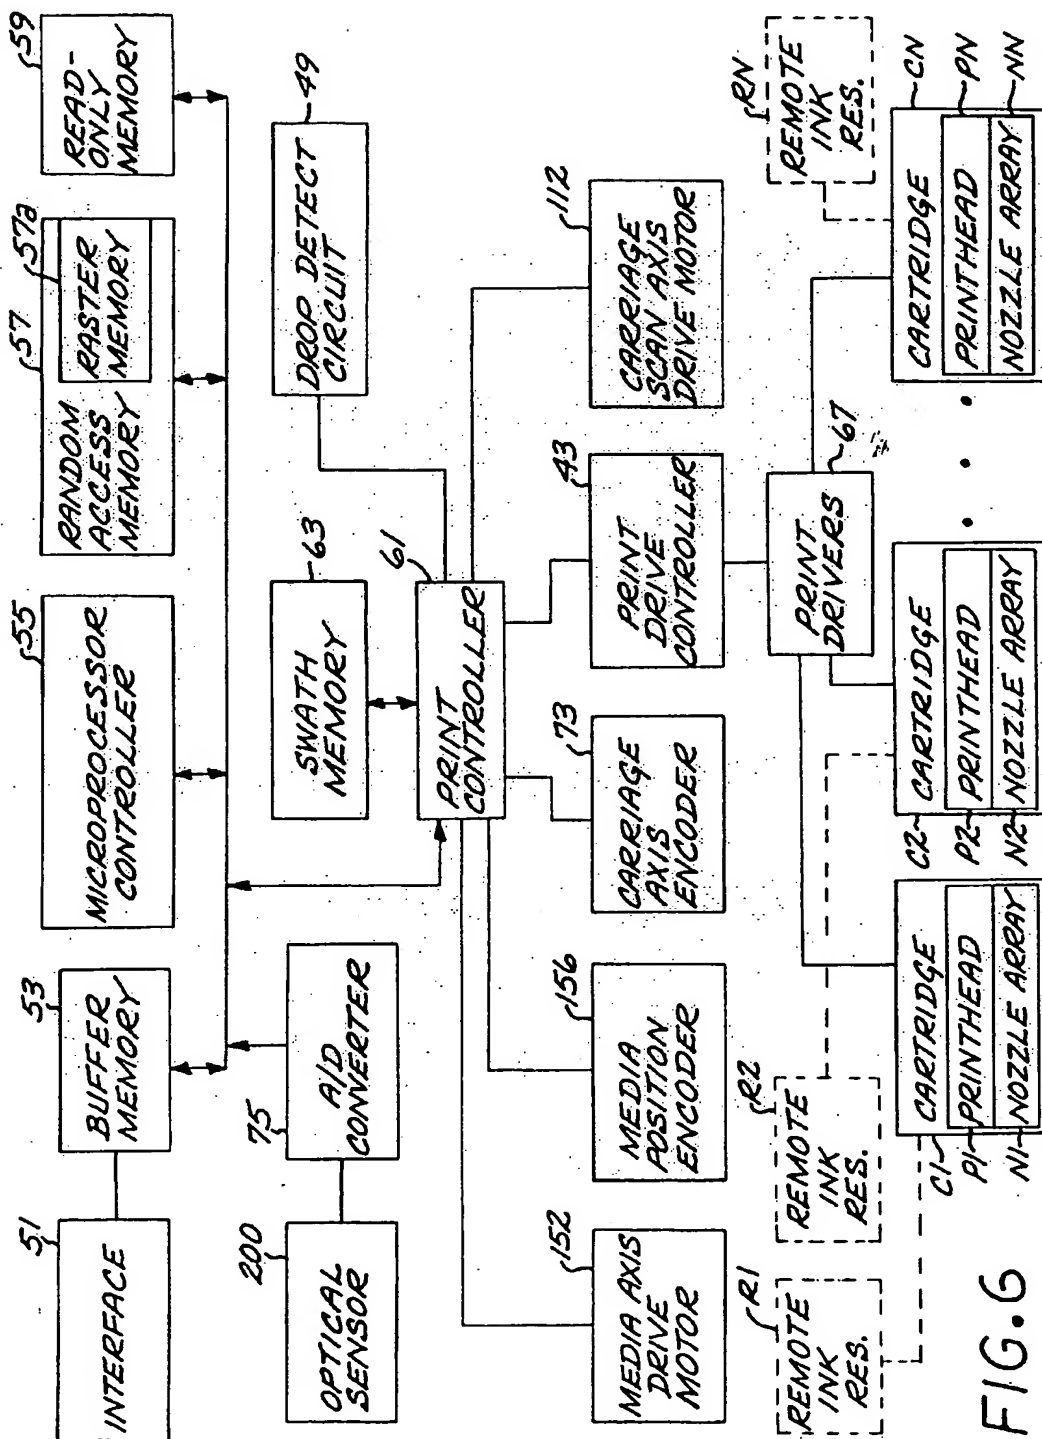 51
INTERFACE
53
BUFFER
MEMORY
55
MICROPROCESSOR
CONTROLLER
57
RANDOM
ACCESS
MEMORY
57a
RASTER
MEMORY
59
READ-
ONLY
MEMORY
200
OPTICAL
SENSOR
75
A/D
CONVERTER
63
SWATH
MEMORY
61
PRINT
CONTROLLER
49
DROP DETECT
CIRCUIT
152
MEDIA AXIS
DRIVE
MOTOR
156
MEDIA
POSITION
ENCODER
73
CARRIAGE
AXIS
ENCODER
43
PRINT
DRIVE
CONTROLLER
112
CARRIAGE
SCAN AXIS
DRIVE MOTOR
R1
REMOTE
INK
RES.
R2
REMOTE
INK
RES.
67
PRINT
DRIVERS
RN
REMOTE
INK
RES.
C1
CARTRIDGE
P1
PRINTHEAD
N1
NOZZLE ARRAY
C2
CARTRIDGE
P2
PRINTHEAD
N2
NOZZLE ARRAY
CARTRIDGE
CN
PRINTHEAD
PN
NOZZLE ARRAY
NN
FIG.6